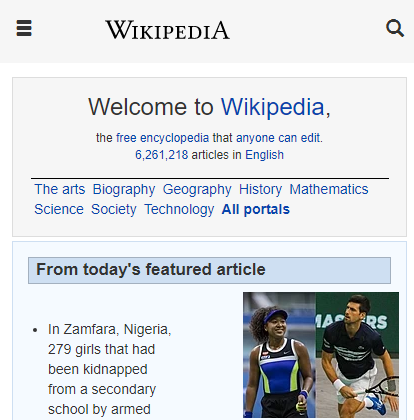 WIKIPEDIA
Welcome to Wikipedia,
the free encyclopedia that anyone can edit.
6,261,218 articles in English
The arts Biography Geography History Mathematics
Science Society Technology All portals
From today's featured article
In Zamfara, Nigeria,
279 girls that had
been kidnapped
from a secondary
school by armed
MASTERS